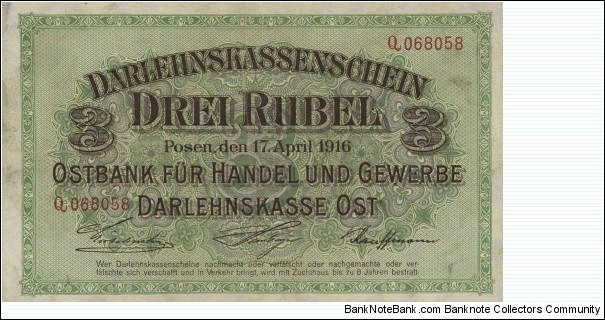 Q 068058
DARLEHNSKASSENSCHEIN
3 DREI RUBEL 3
Posen, den 17. April 1916
OSTBANK FÜR HANDEL UND GEWERBE
Q 068058 DARLEHNSKASSE OST
Kauffmann
Wer Darlehenskassenscheine nachmacht oder verfälscht oder nachgemachte oder ver-
fälschte sich verschafft und in Verkehr bringt, wird mit Zuchthaus bis zu 8 Jahren bestraft
BankNoteBank.com - Banknote Collectors Community